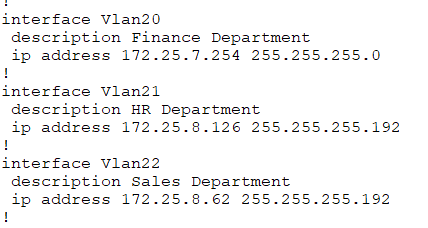 !
interface Vlan20
description Finance Department
ip address 172.25.7.254 255.255.255.0
!
interface Vlan21
description HR Department
ip address 172.25.8.126 255.255.255.192
!
interface Vlan22
description Sales Department
ip address 172.25.8.62 255.255.255.192
!